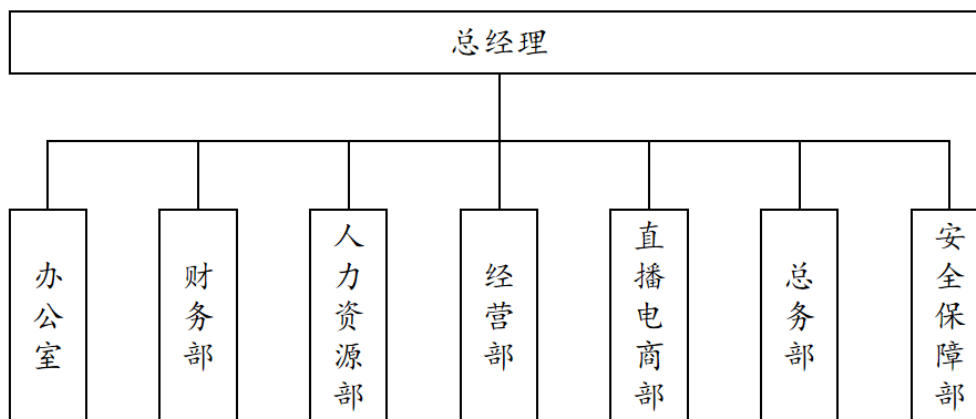 总经理
办公室
财务部
人力资源部
经营部
直播电商部
总务部
安全保障部